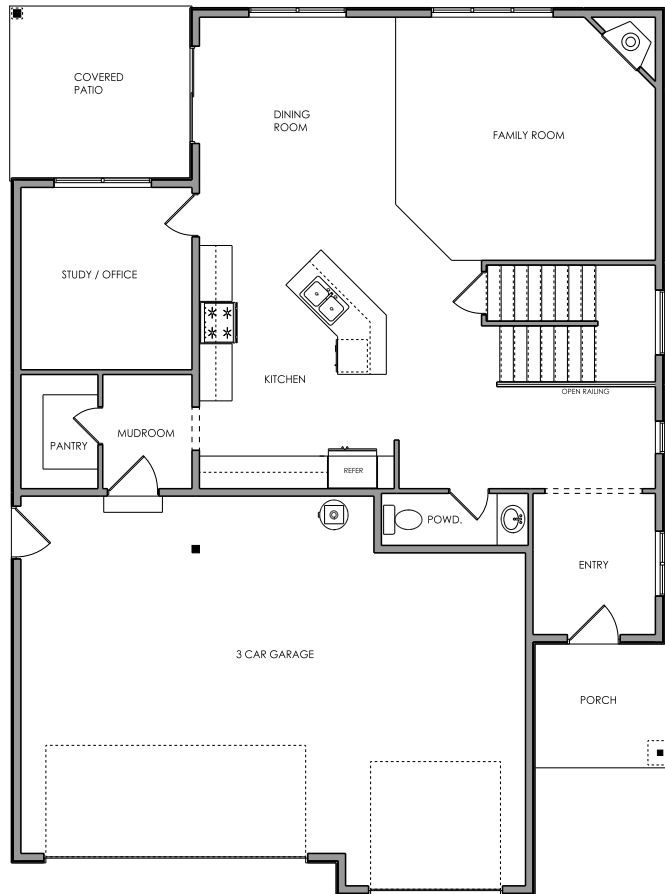 COVERED
PATIO
DINING
ROOM
FAMILY ROOM
STUDY / OFFICE
KITCHEN
OPEN RAILING
PANTRY
MUDROOM
REFER
POWD.
ENTRY
3 CAR GARAGE
PORCH